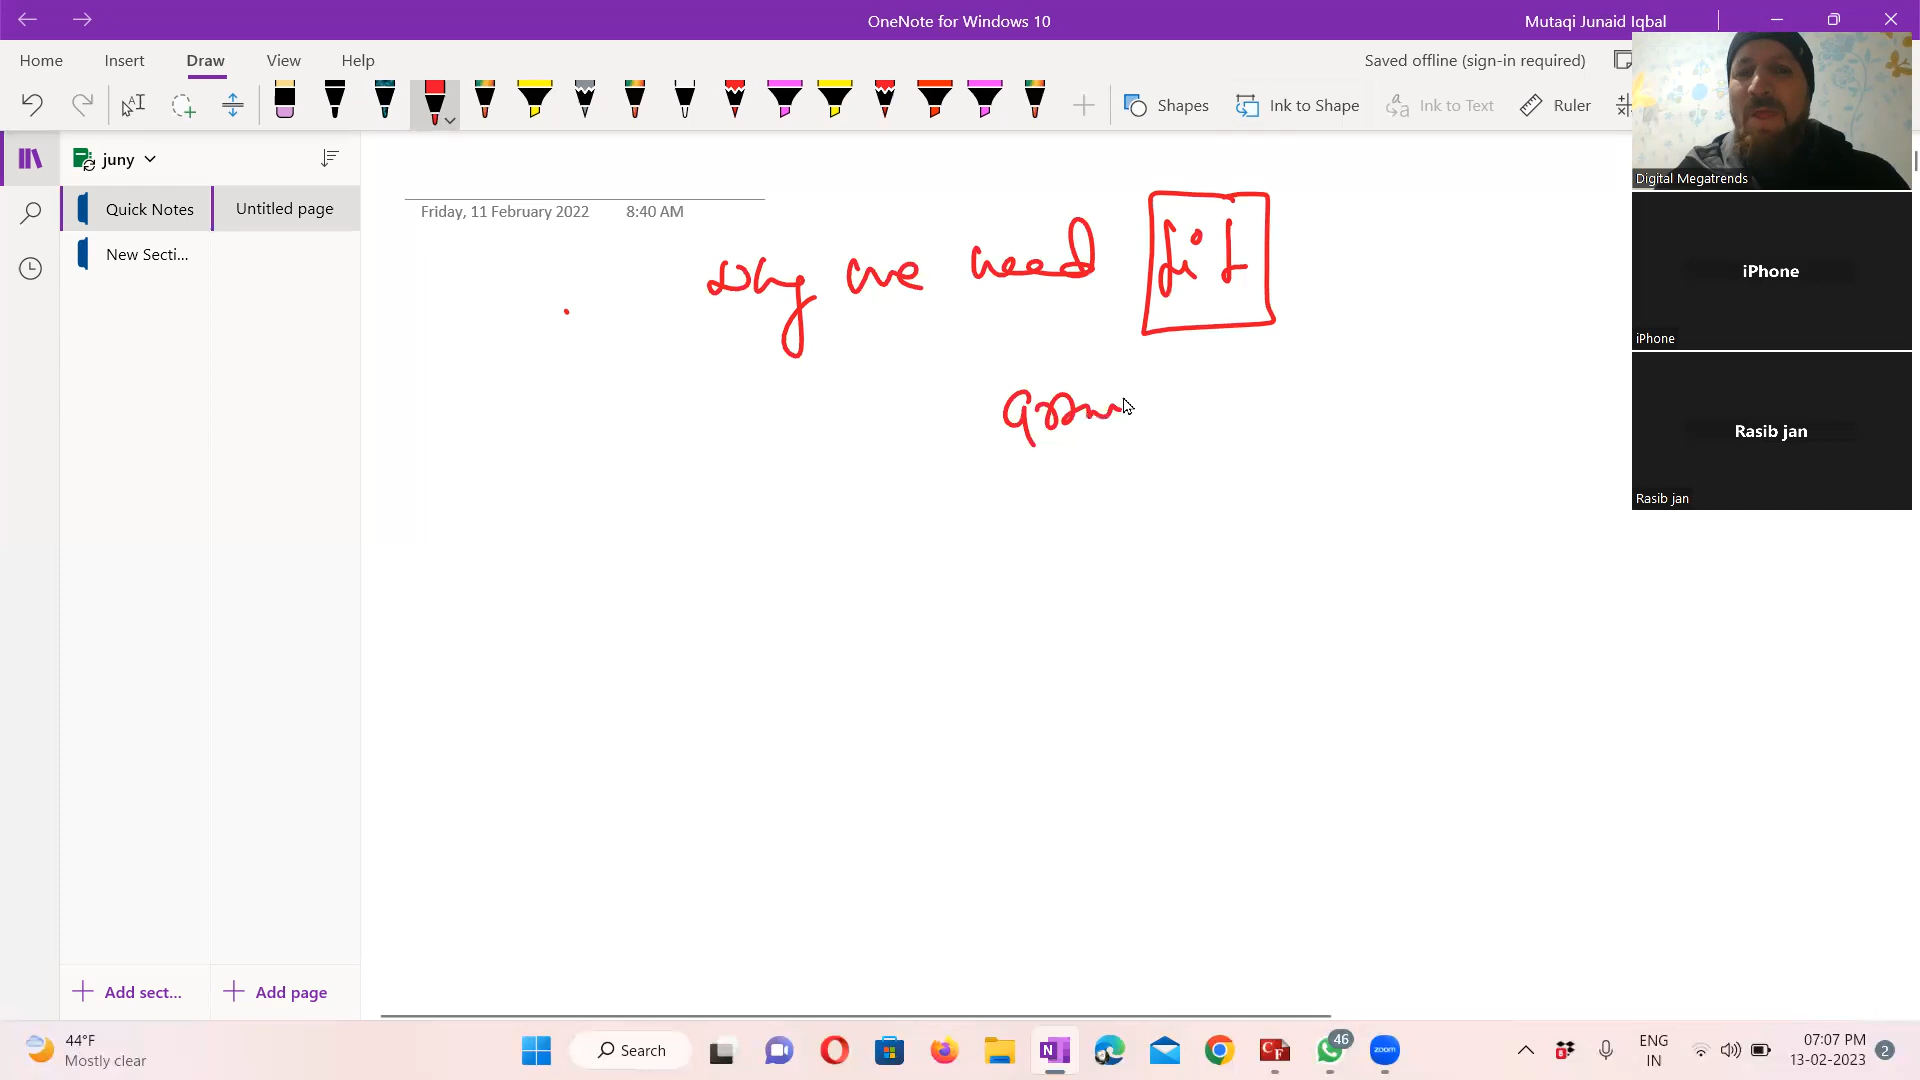 OneNote for Windows 10
Mutaqi Junaid Iqbal
Home Insert Draw View Help
Saved offline (sign-in required)
Shapes Ink to Shape Ink to Text Ruler
juny
Quick Notes
Untitled page
New Secti...
Friday, 11 February 2022 8:40 AM
why we need
Digital Megatrends
iPhone
iPhone
Rasib jan
Rasib jan
Add sect...
Add page
44°F
Mostly clear
Search
46
zoom
ENG
IN
07:07 PM
13-02-2023
2